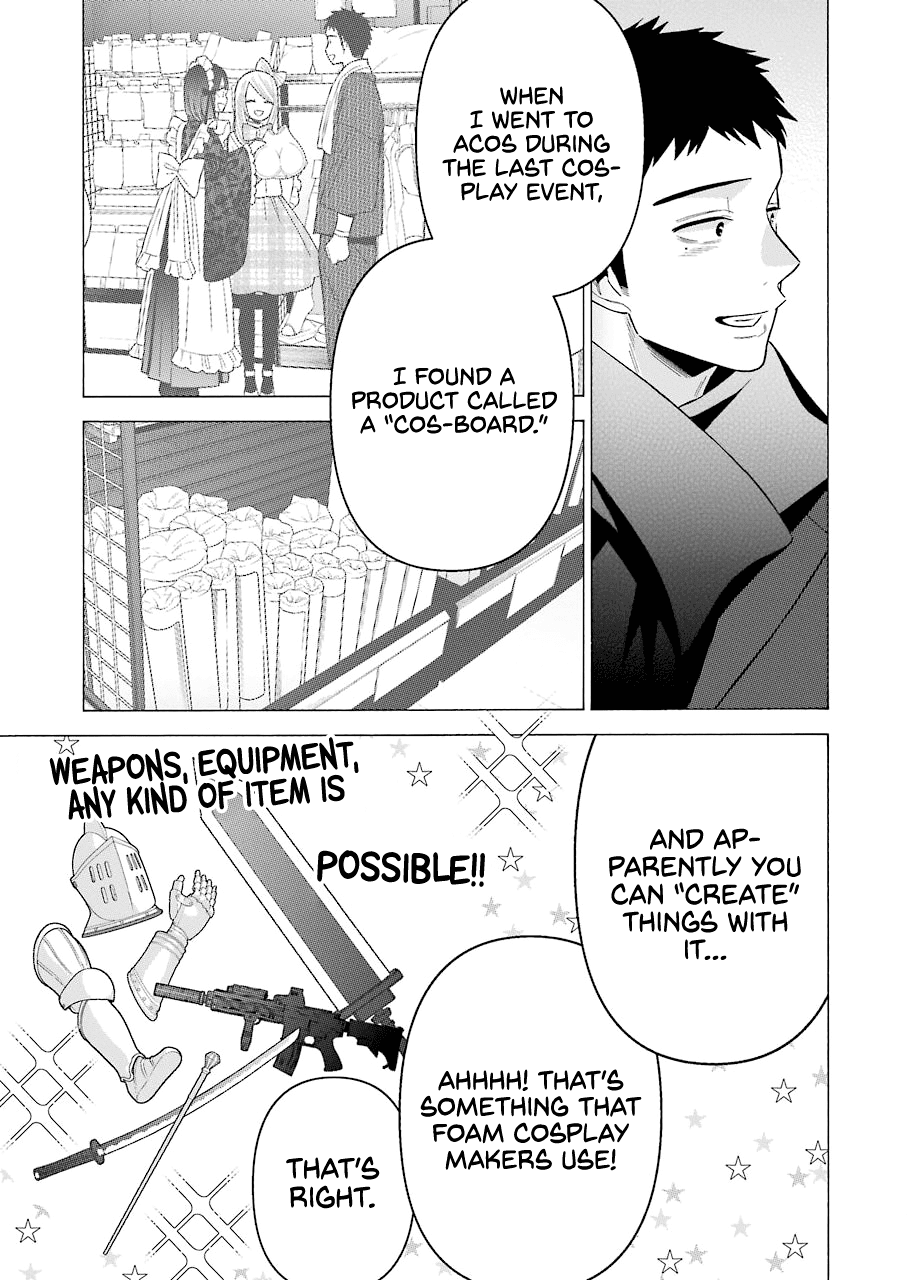 WHEN
I WENT TO
ACOS DURING
THE LAST COS-
PLAY EVENT,
I FOUND A
PRODUCT CALLED
A "COS-BOARD."
AND AP-
PARENTLY YOU
CAN "CREATE"
THINGS WITH
IT...
WEAPONS, EQUIPMENT,
ANY KIND OF ITEM IS
POSSIBLE!!
AHHHH! THAT'S
SOMETHING THAT
FOAM COSPLAY
MAKERS USE!
THAT'S
RIGHT.